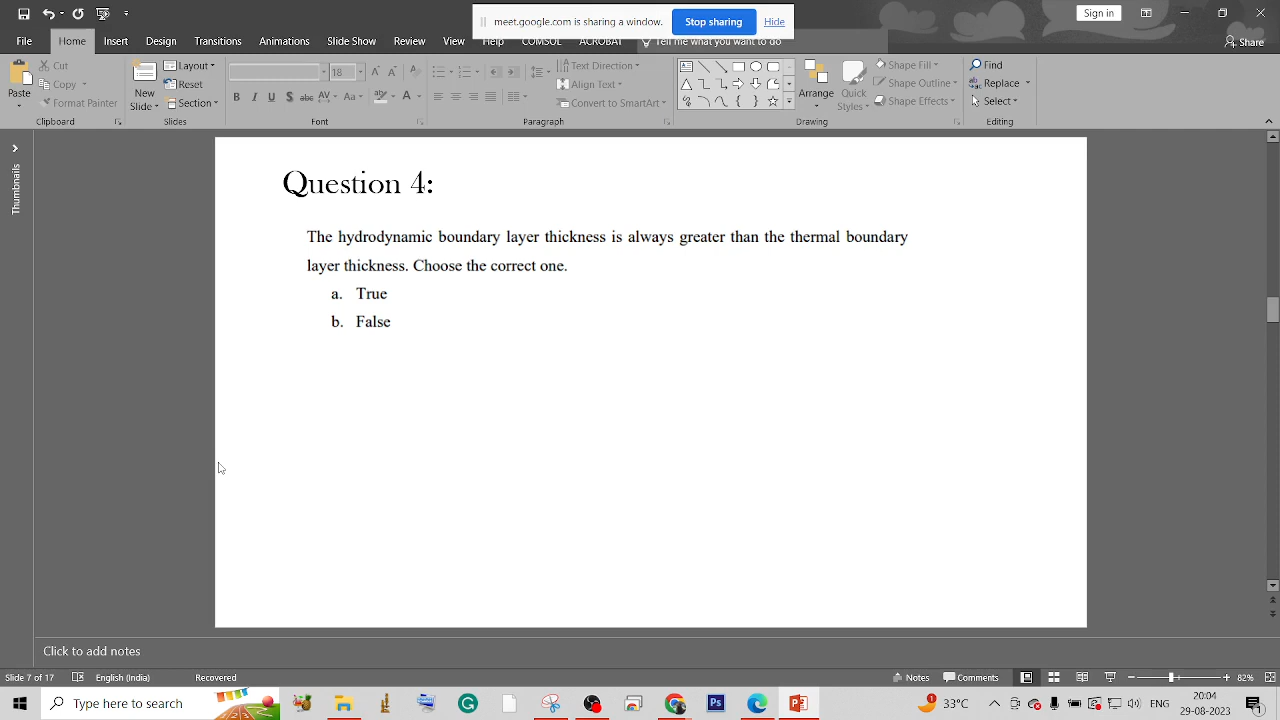 meet.google.com is sharing a window. Stop sharing Hide
Sign in
Home Insert Design Transitions Animations Slide Show Review View Help COMSOL ACROBAT Tell me what you want to do Share
Paste Cut Copy Format Painter
New Slide Layout Reset Section
18
Text Direction Align Text Convert to SmartArt
Arrange Quick Styles Shape Fill Shape Outline Shape Effects
Find Replace Select
Clipboard Slides Font Paragraph Drawing Editing
Thumbnails
Question 4:
The hydrodynamic boundary layer thickness is always greater than the thermal boundary
layer thickness. Choose the correct one.
a. True
b. False
Click to add notes
Slide 7 of 17 English (India) Recovered Notes Comments 82%
Type here to search 33°C ENG 20:04
29-08-2023